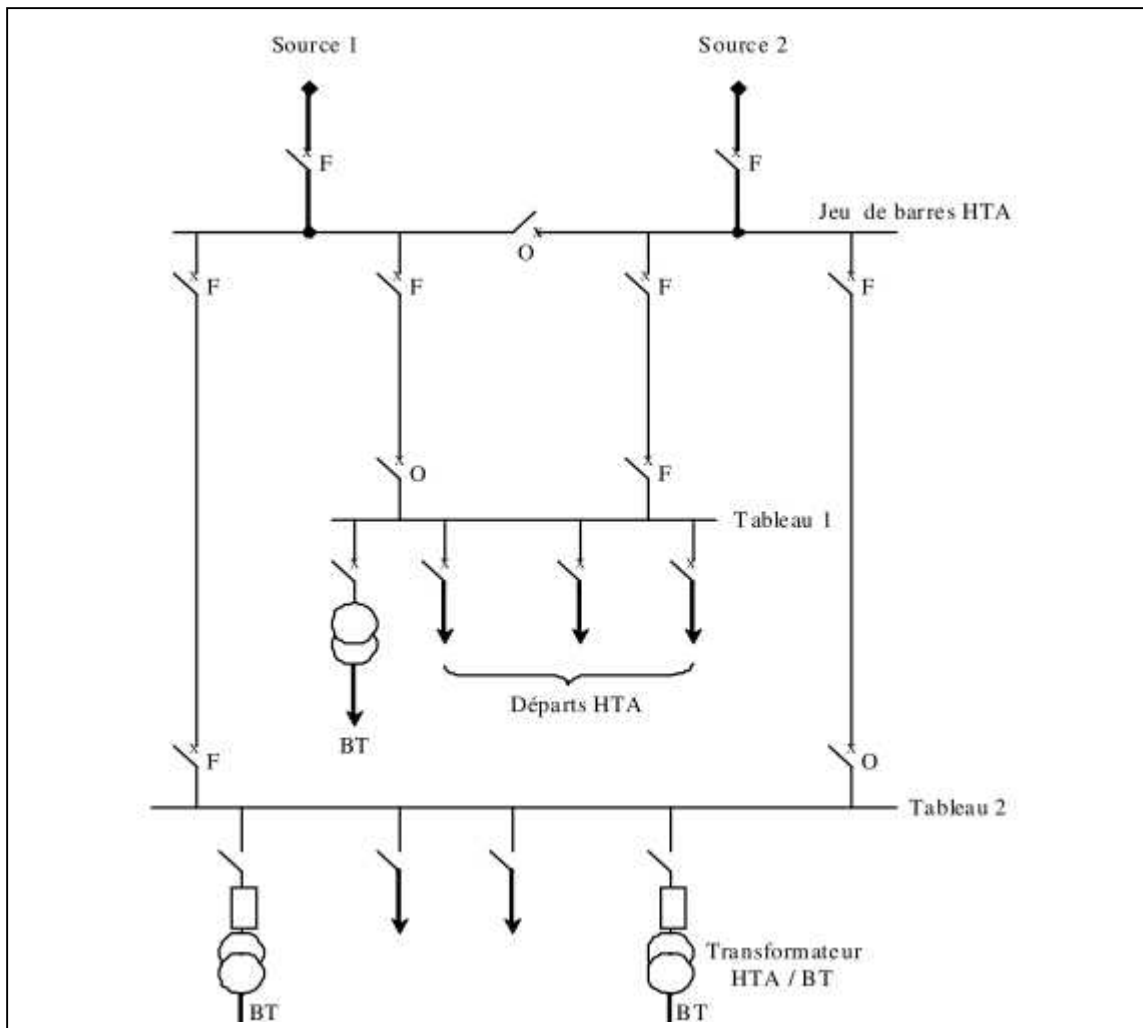 Source 1
Source 2
F
F
Jeu de barres HTA
O
F
F
F
F
O
F
Tableau 1
Départs HTA
BT
F
O
Tableau 2
Transformateur
HTA / BT
BT
BT